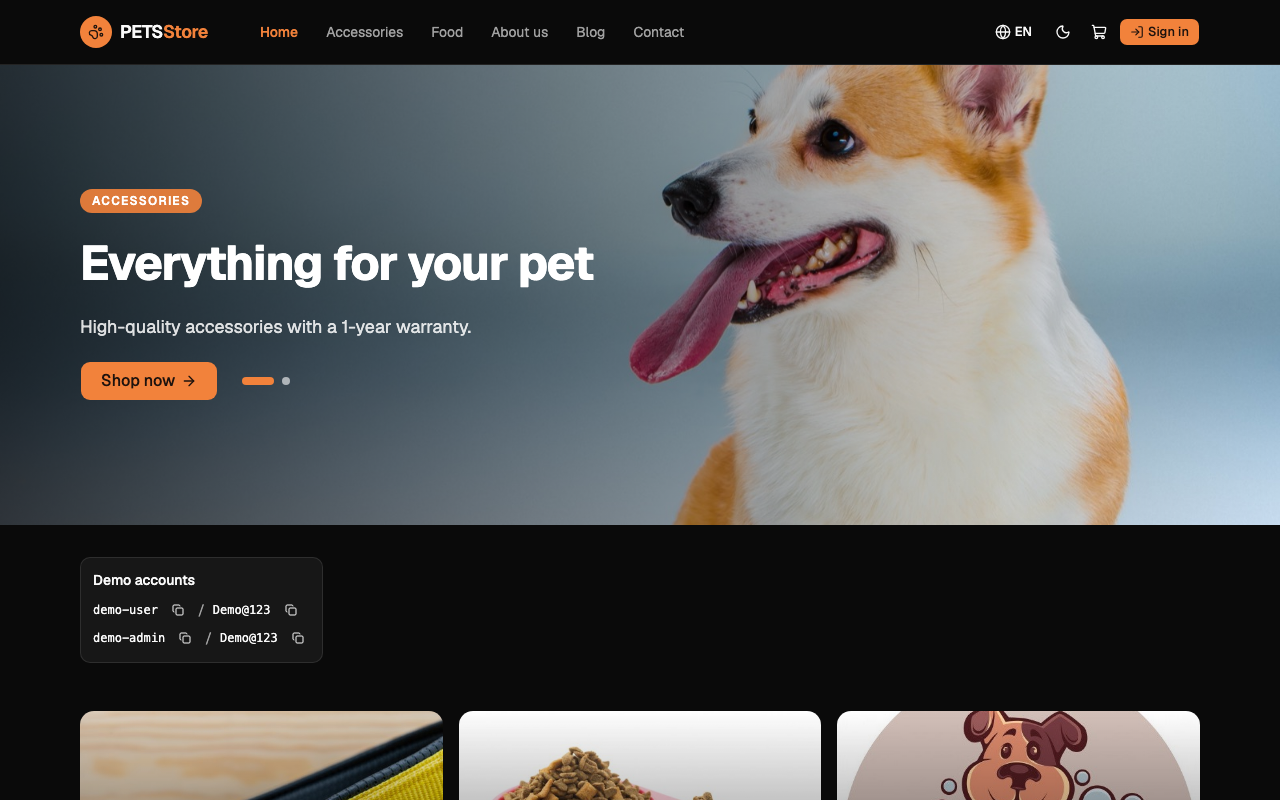 PETSStore
Home
Accessories
Food
About us
Blog
Contact
EN
Sign in
ACCESSORIES
Everything for your pet
High-quality accessories with a 1-year warranty.
Shop now
Demo accounts
demo-user / Demo@123
demo-admin / Demo@123